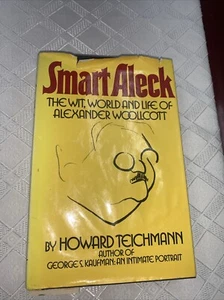 Smart Aleck
THE WIT, WORLD AND LIFE OF
ALEXANDER WOOLLCOTT
BY HOWARD TEICHMANN
AUTHOR OF
GEORGE S. KAUFMAN: AN INTIMATE PORTRAIT